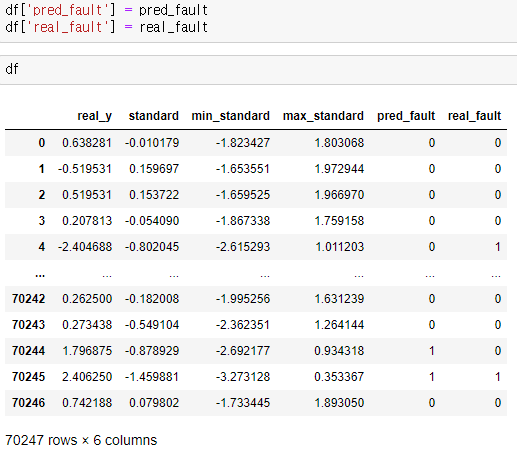 df['pred_fault'] = pred_fault
df['real_fault'] = real_fault
df
real_y standard min_standard max_standard pred_fault real_fault
0 0.638281 -0.010179 -1.823427 1.803068 0 0
1 -0.519531 0.159697 -1.653551 1.972944 0 0
2 0.519531 0.153722 -1.659525 1.966970 0 0
3 0.207813 -0.054090 -1.867338 1.759158 0 0
4 -2.404688 -0.802045 -2.615293 1.011203 0 1
... ... ... ... ... ... ...
70242 0.262500 -0.182008 -1.995256 1.631239 0 0
70243 0.273438 -0.549104 -2.362351 1.264144 0 0
70244 1.796875 -0.878929 -2.692177 0.934318 1 0
70245 2.406250 -1.459881 -3.273128 0.353367 1 1
70246 0.742188 0.079802 -1.733445 1.893050 0 0
70247 rows × 6 columns